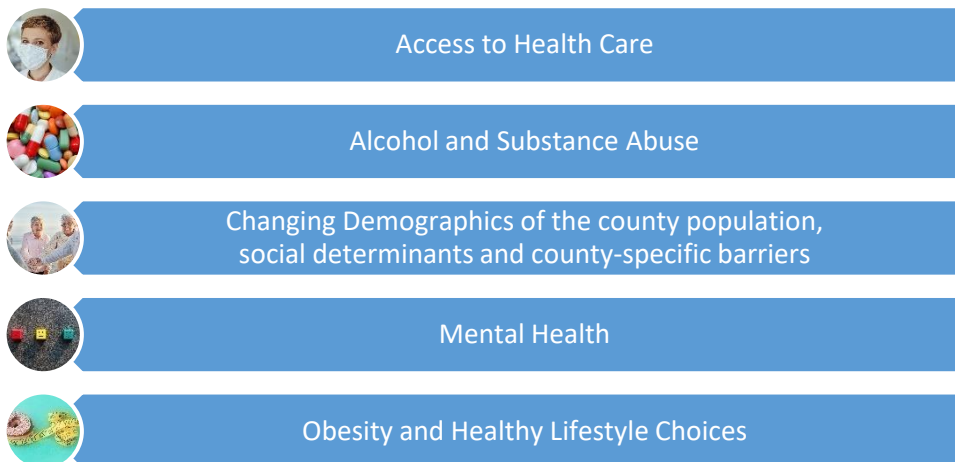 Access to Health Care
Alcohol and Substance Abuse
Changing Demographics of the county population,
social determinants and county-specific barriers
Mental Health
Obesity and Healthy Lifestyle Choices